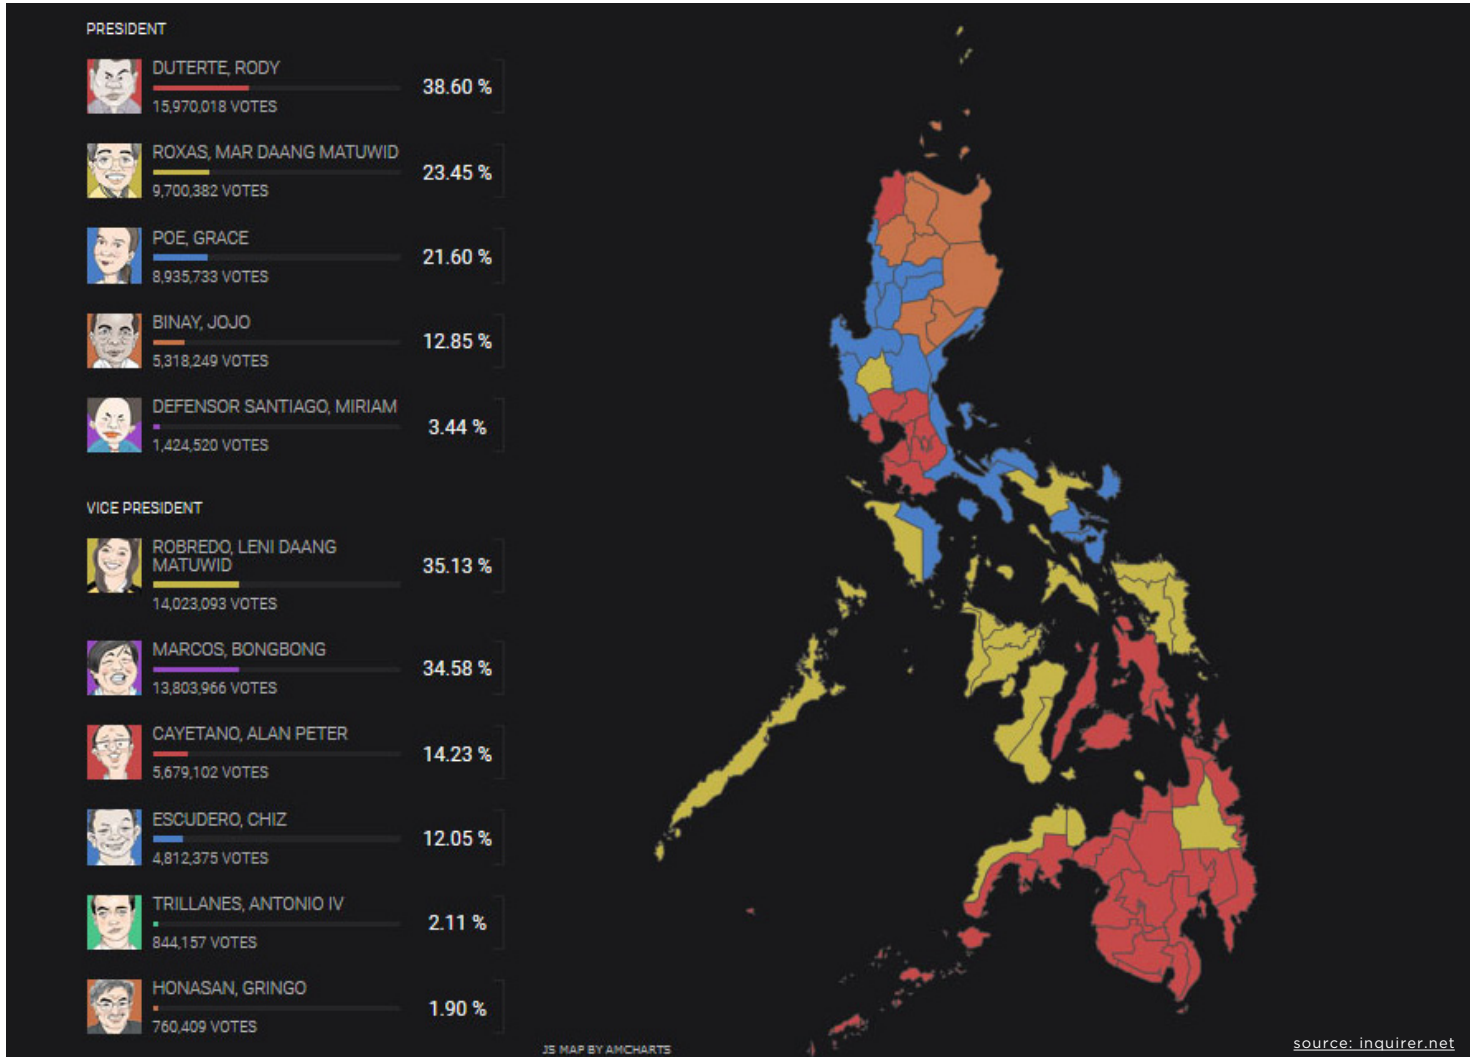 PRESIDENT
DUTERTE, RODY
38.60 %
15,970,018 VOTES
ROXAS, MAR DAANG MATUWID
23.45 %
9,700,382 VOTES
POE, GRACE
21.60 %
8,935,733 VOTES
BINAY, JOJO
12.85 %
5,318,249 VOTES
DEFENSOR SANTIAGO, MIRIAM
3.44 %
1,424,520 VOTES
VICE PRESIDENT
ROBREDO, LENI DAANG
MATUWID
35.13 %
14,023,093 VOTES
MARCOS, BONGBONG
34.58 %
13,803,966 VOTES
CAYETANO, ALAN PETER
14.23 %
5,679,102 VOTES
ESCUDERO, CHIZ
12.05 %
4,812,375 VOTES
TRILLANES, ANTONIO IV
2.11 %
844,157 VOTES
HONASAN, GRINGO
1.90 %
760,409 VOTES
JS MAP BY AMCHARTS
source: inquirer.net